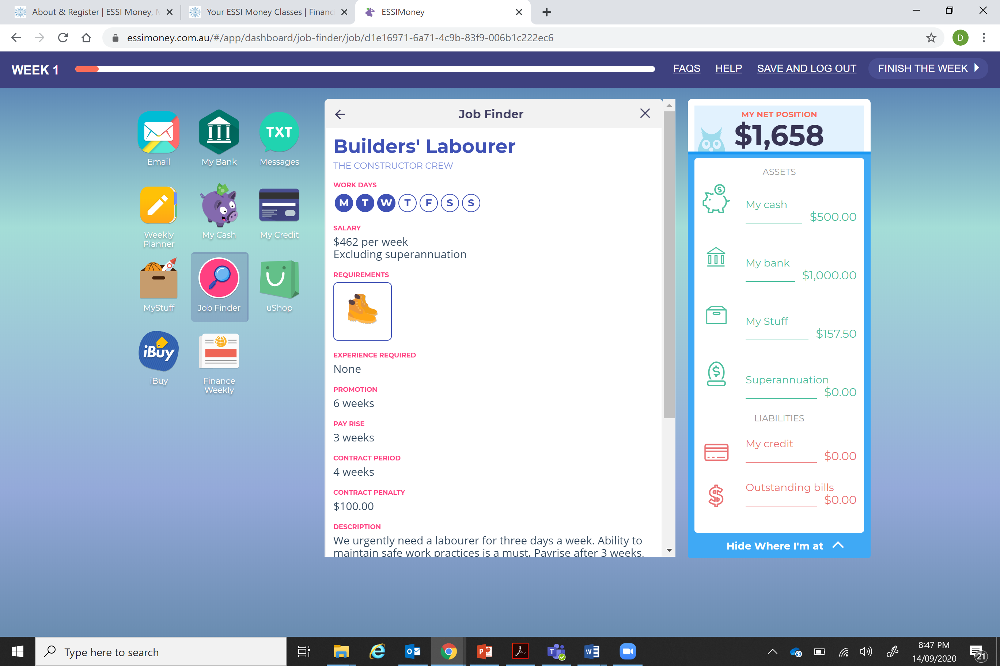 About & Register | ESSI Money, M
Your ESSI Money Classes | Financi
ESSIMoney
essimoney.com.au/#/app/dashboard/job-finder/job/d1e16971-6a71-4c9b-83f9-006b1c222ec6
D
WEEK 1
FAQS
HELP
SAVE AND LOG OUT
FINISH THE WEEK
Email
My Bank
TXT
Messages
Weekly
Planner
My Cash
My Credit
MyStuff
Job Finder
uShop
iBuy
iBuy
Finance
Weekly
Job Finder
Builders' Labourer
THE CONSTRUCTOR CREW
WORK DAYS
M T W T F S S
SALARY
$462 per week
Excluding superannuation
REQUIREMENTS
EXPERIENCE REQUIRED
None
PROMOTION
6 weeks
PAY RISE
3 weeks
CONTRACT PERIOD
4 weeks
CONTRACT PENALTY
$100.00
DESCRIPTION
We urgently need a labourer for three days a week. Ability to
maintain safe work practices is a must. Payrise after 3 weeks,
MY NET POSITION
$1,658
ASSETS
My cash
$500.00
My bank
$1,000.00
My Stuff
$157.50
Superannuation
$0.00
LIABILITIES
My credit
$0.00
Outstanding bills
$0.00
Hide Where I'm at
Type here to search
8:47 PM
14/09/2020
21